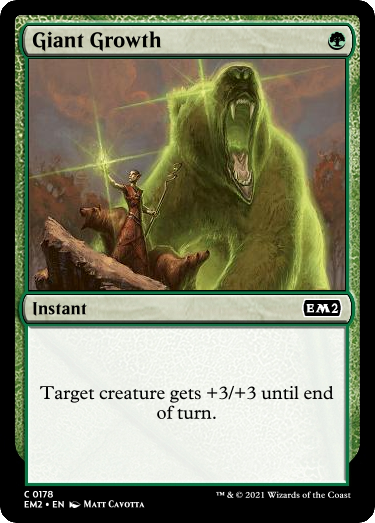 Giant Growth
Instant
EM2
Target creature gets +3/+3 until end
of turn.
C 0178
EM2 • EN Matt Cavotta
™ & © 2021 Wizards of the Coast